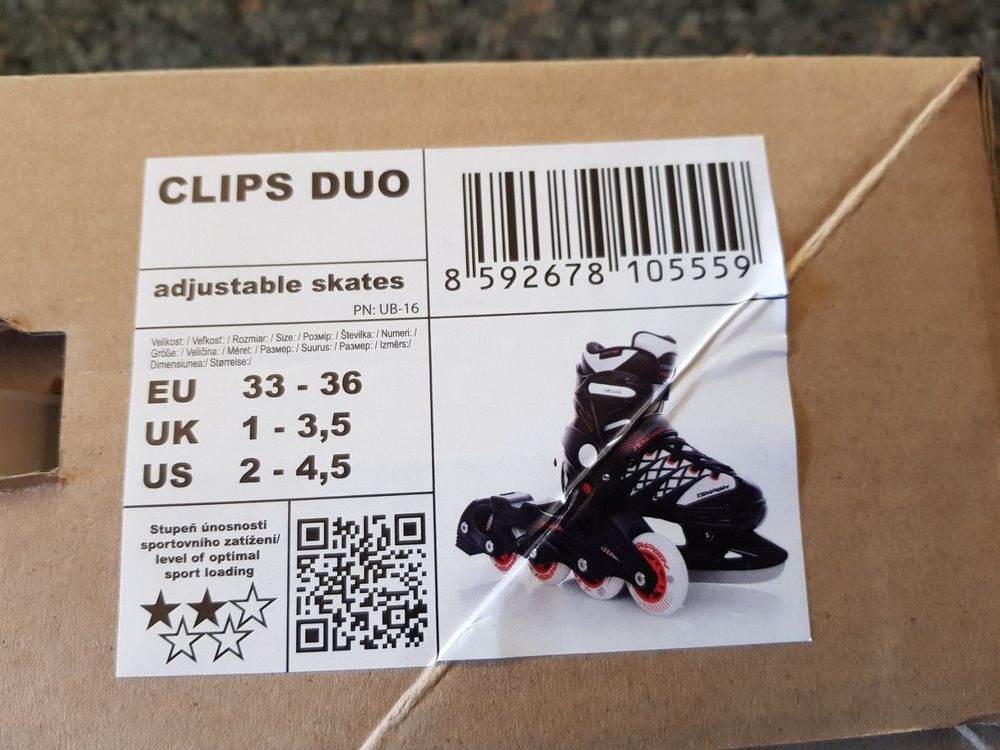 CLIPS DUO
adjustable skates
PN: UB-16
8 592678 105559
Velikost: / Veľkosť: / Rozmiar: / Size: / Розмір: / Številka: / Numeri: /
Größe: / Veličina: / Méret: / Размер: / Suurus: / Размер: / Izmērs:/
Dimensiunea:/ Størrelse:/
EU 33 - 36
UK 1 - 3,5
US 2 - 4,5
Stupeň únosnosti
sportovního zatížení/
level of optimal
sport loading
TEMPISH